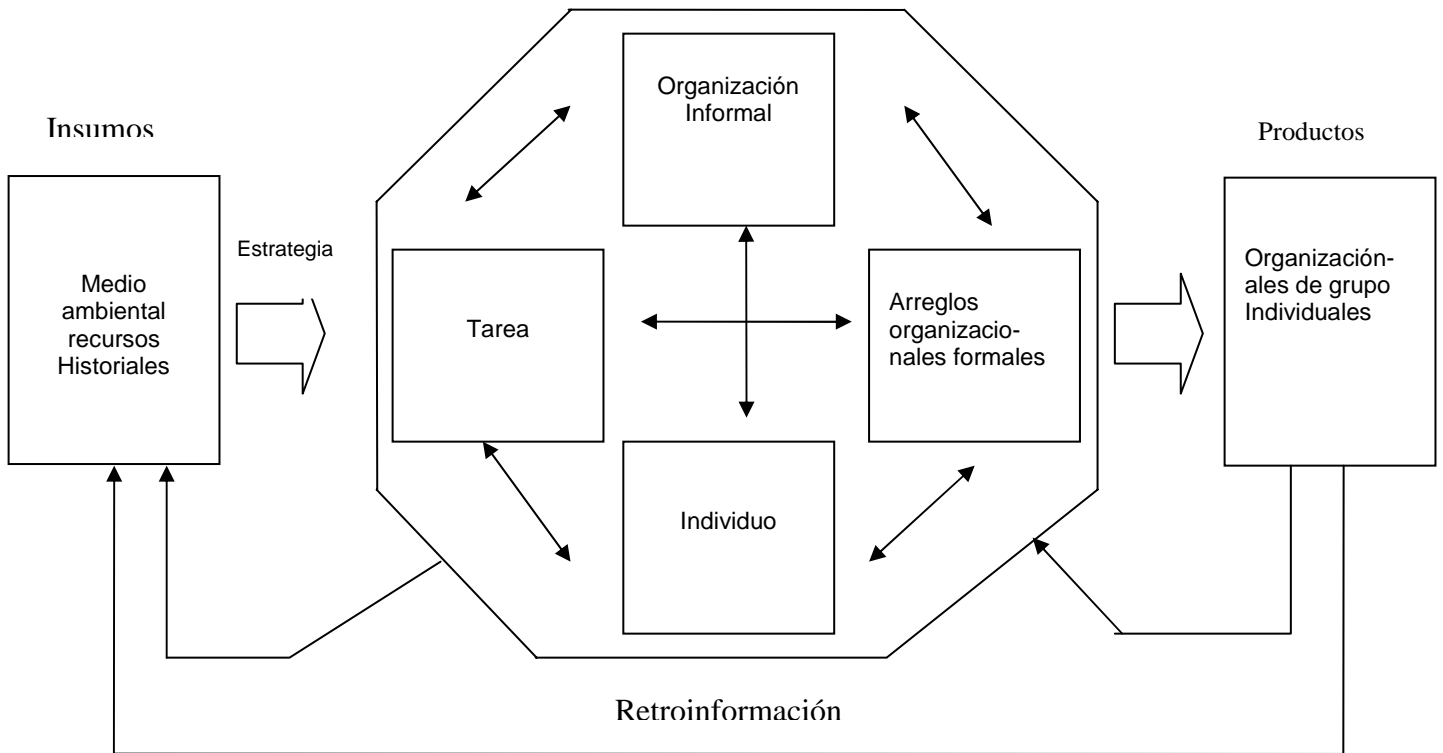 Insumos
Medio
ambiental
recursos
Historiales
Estrategia
Organización
Informal
Tarea
Arreglos
organizacio-
nales formales
Individuo
Productos
Organización-
ales de grupo
Individuales
Retroinformación